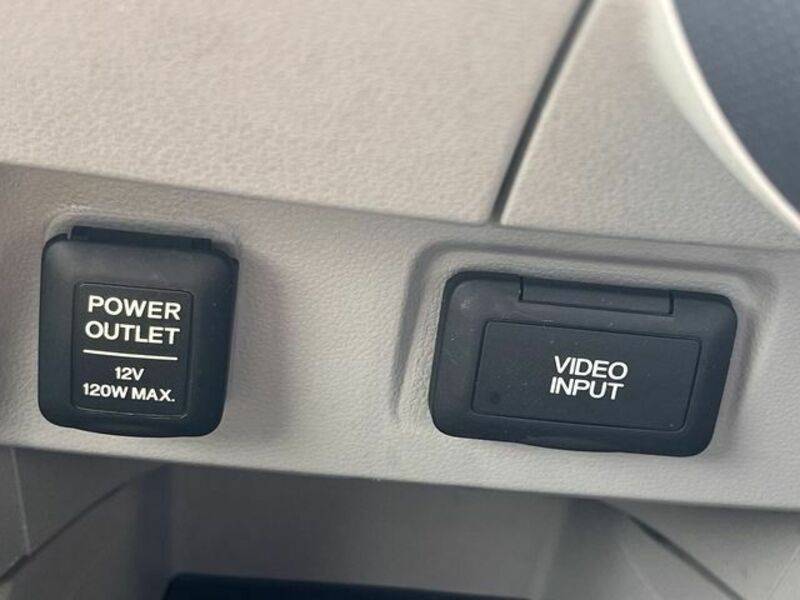 POWER
OUTLET
12V
120W MAX.
VIDEO
INPUT